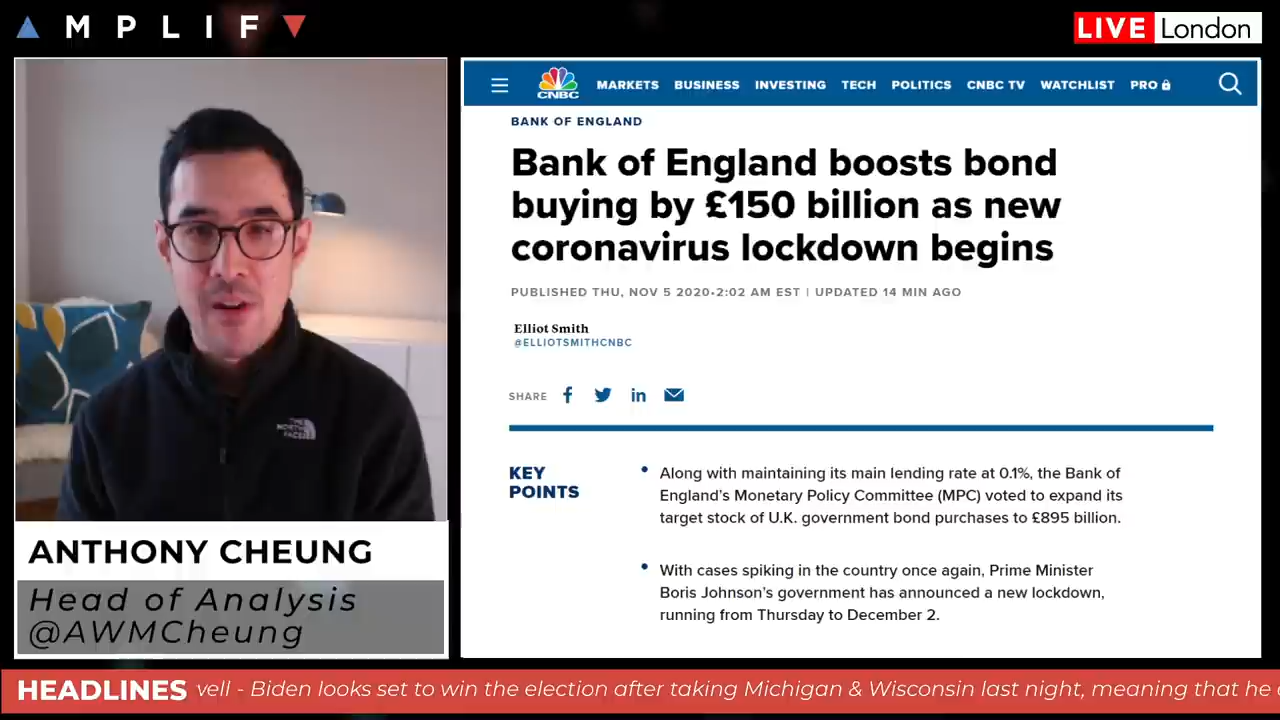 AMPLIFY
LIVE London
CNBC
MARKETS BUSINESS INVESTING TECH POLITICS CNBC TV WATCHLIST PRO
BANK OF ENGLAND
Bank of England boosts bond
buying by £150 billion as new
coronavirus lockdown begins
PUBLISHED THU, NOV 5 2020•2:02 AM EST | UPDATED 14 MIN AGO
Elliot Smith
@ELLIOTSMITHCNBC
SHARE
KEY
POINTS
• Along with maintaining its main lending rate at 0.1%, the Bank of
England's Monetary Policy Committee (MPC) voted to expand its
target stock of U.K. government bond purchases to £895 billion.
• With cases spiking in the country once again, Prime Minister
Boris Johnson's government has announced a new lockdown,
running from Thursday to December 2.
THE
NORTH
FACE
ANTHONY CHEUNG
Head of Analysis
@AWMCheung
HEADLINES vell - Biden looks set to win the election after taking Michigan & Wisconsin last night, meaning that he